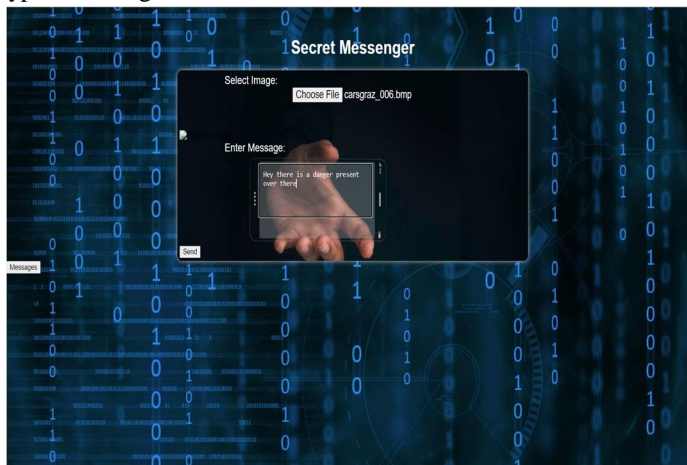 Secret Messenger
Select Image:
Choose File carsgraz_006.bmp
Enter Message:
Hey there is a danger present
over there
Send
Messages